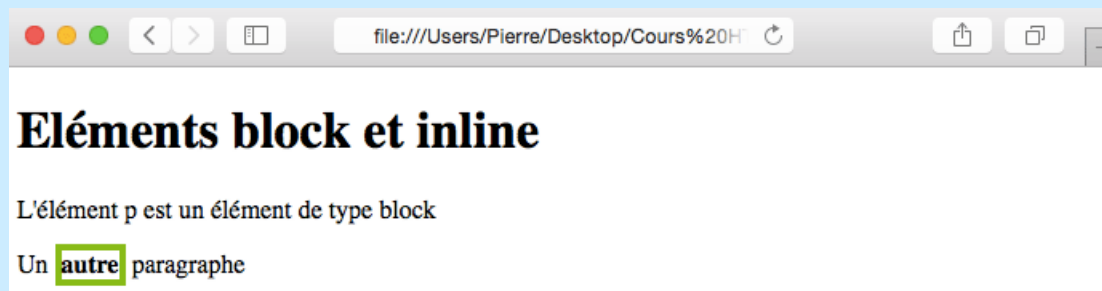 file:///Users/Pierre/Desktop/Cours%20H
Eléments block et inline
L'élément p est un élément de type block
Un autre paragraphe